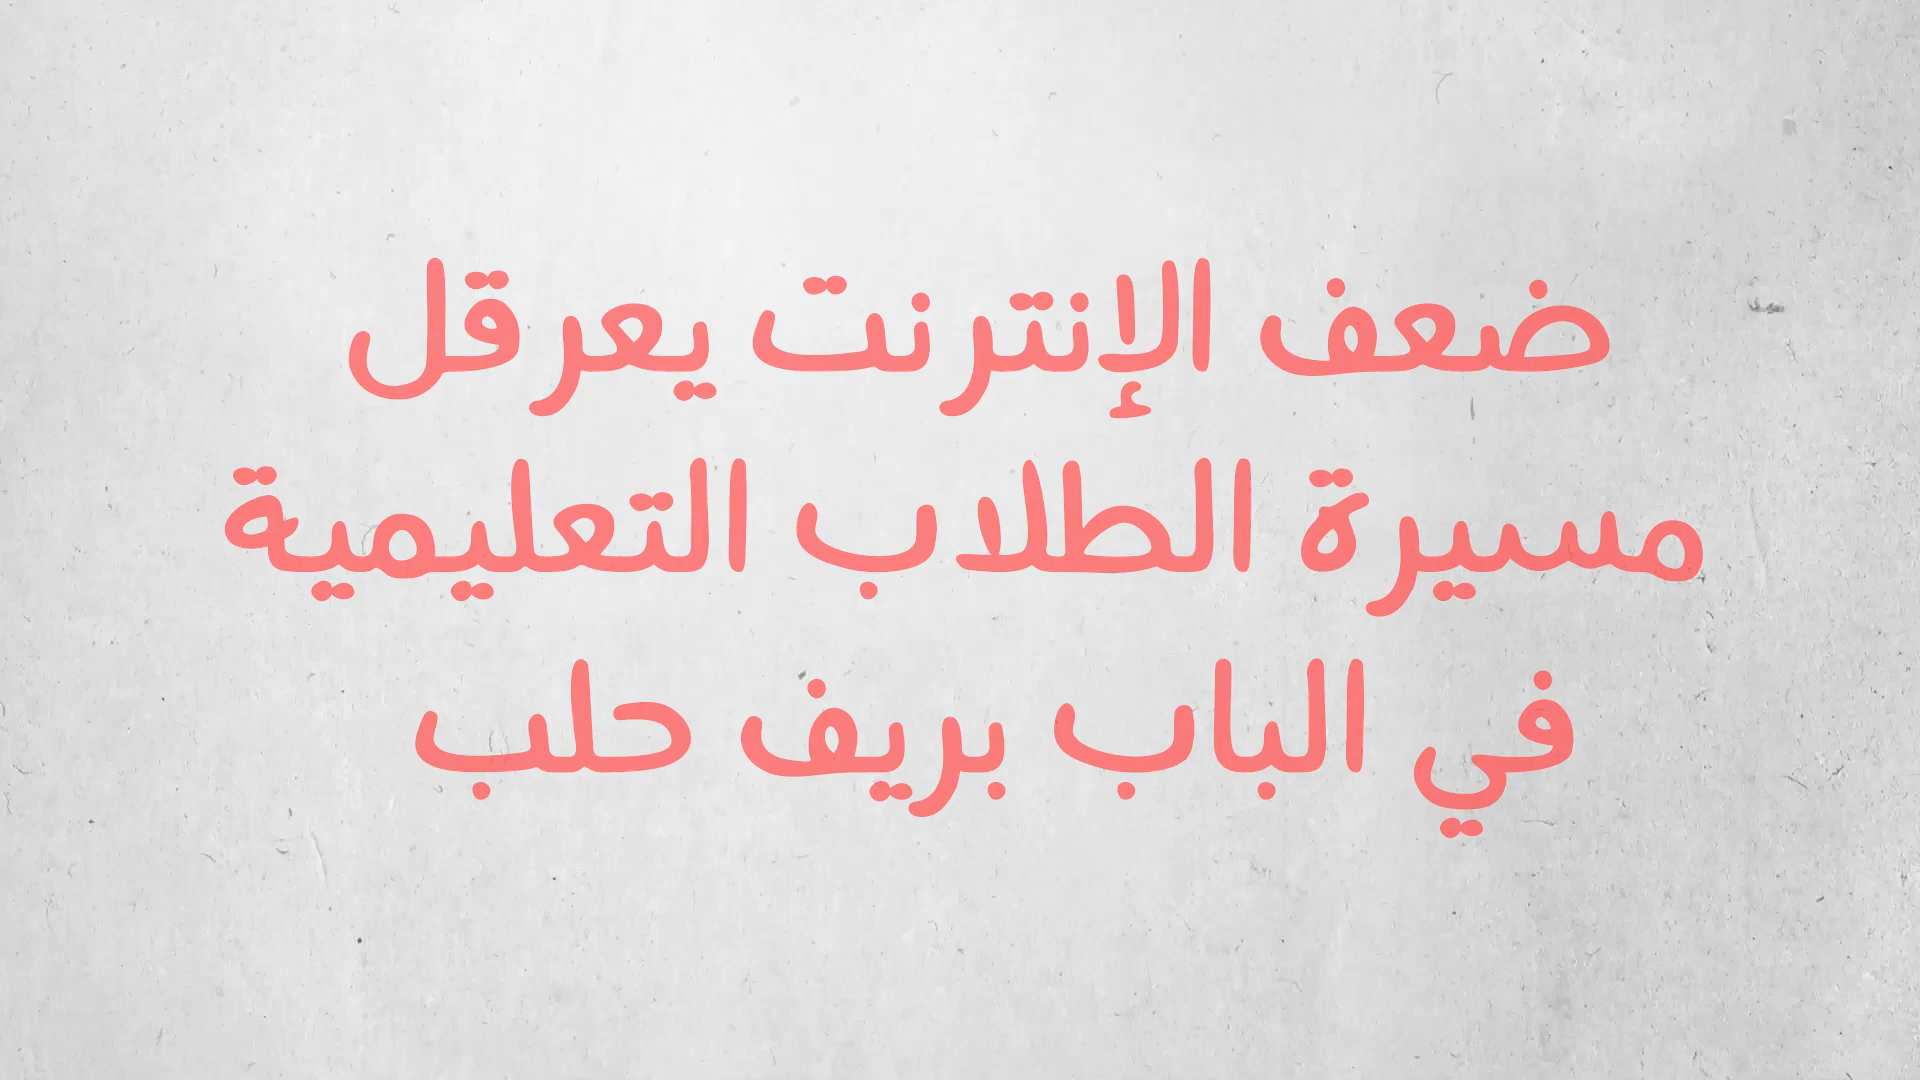 ضعف الإنترنت يعرقل
مسيرة الطلاب التعليمية
في الباب بريف حلب